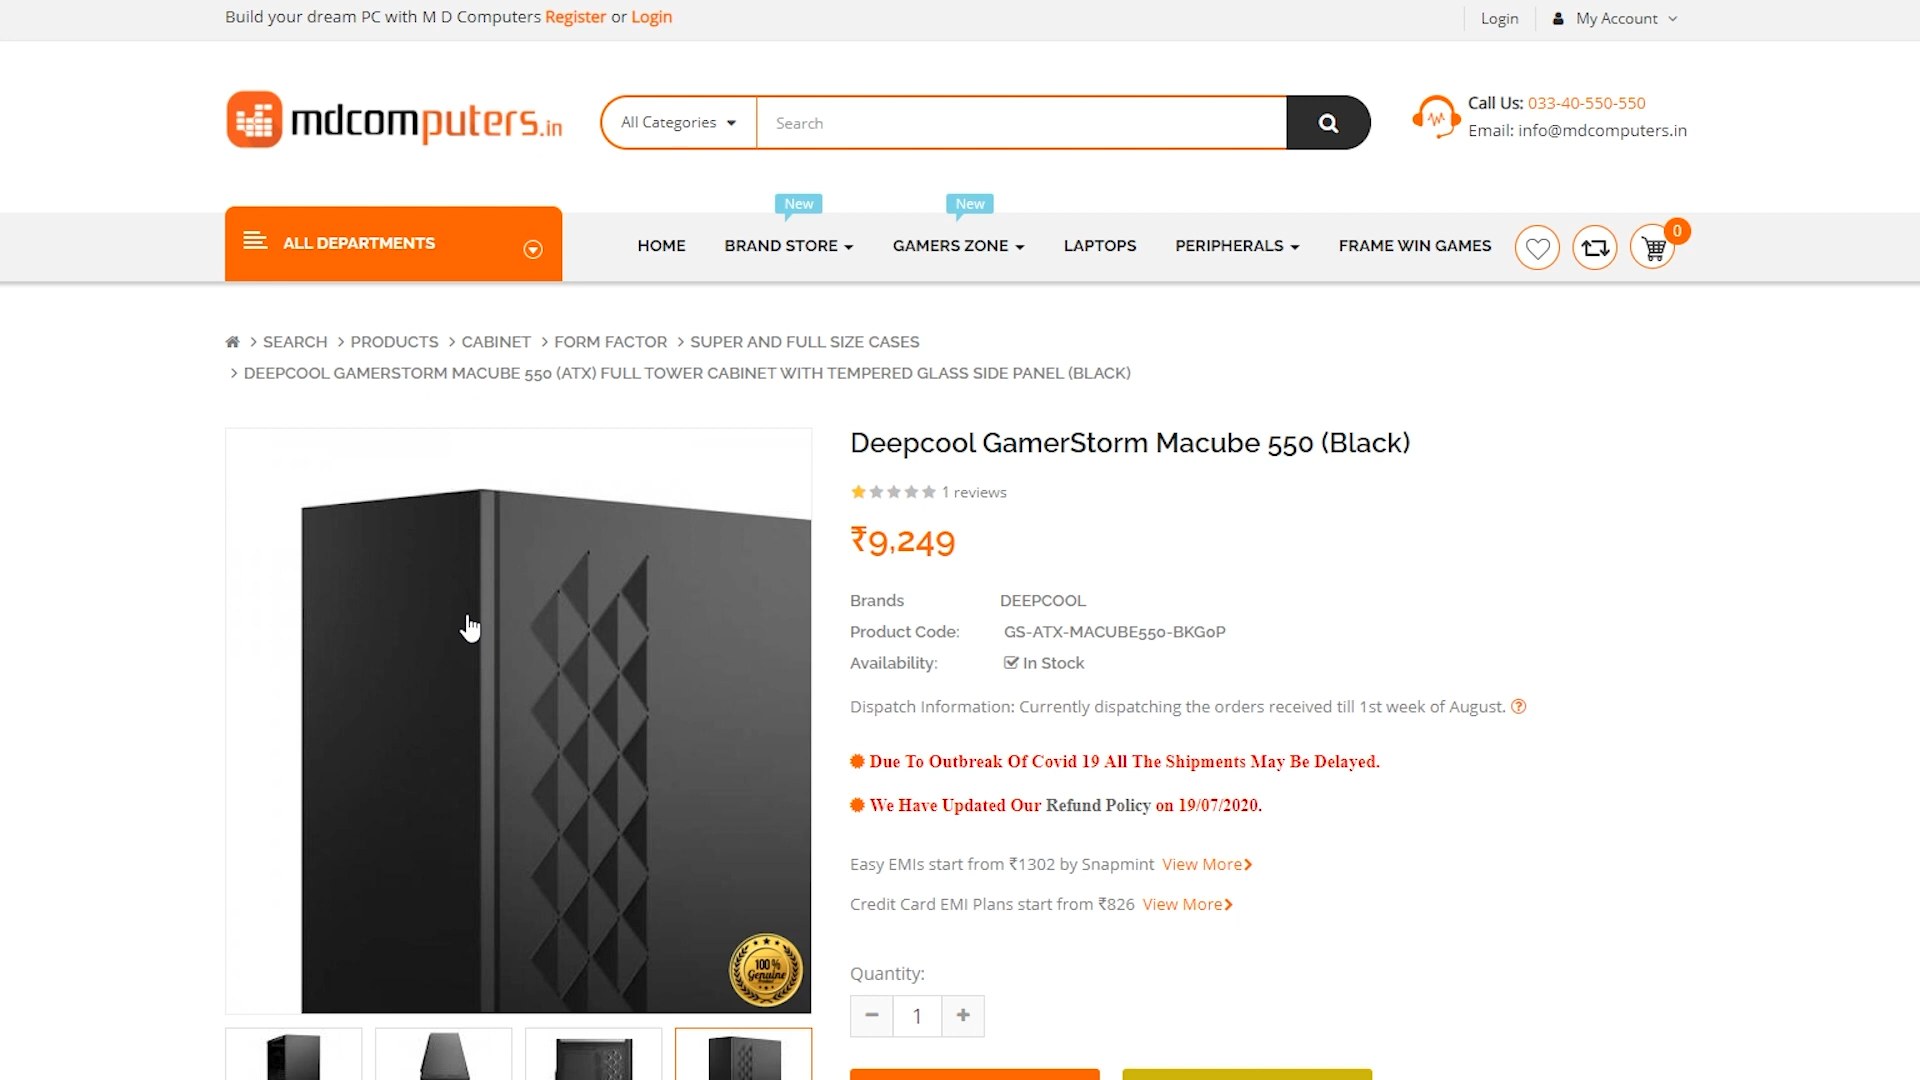 Build your dream PC with M D Computers Register or Login
Login
My Account
mdcomputers.in
All Categories
Search
Call Us: 033-40-550-550
Email: info@mdcomputers.in
New
New
ALL DEPARTMENTS
HOME
BRAND STORE
GAMERS ZONE
LAPTOPS
PERIPHERALS
FRAME WIN GAMES
0
> SEARCH > PRODUCTS > CABINET > FORM FACTOR > SUPER AND FULL SIZE CASES
> DEEPCOOL GAMERSTORM MACUBE 550 (ATX) FULL TOWER CABINET WITH TEMPERED GLASS SIDE PANEL (BLACK)
Deepcool GamerStorm Macube 550 (Black)
1 reviews
₹9,249
Brands DEEPCOOL
Product Code: GS-ATX-MACUBE550-BKG0P
Availability: In Stock
Dispatch Information: Currently dispatching the orders received till 1st week of August.
Due To Outbreak Of Covid 19 All The Shipments May Be Delayed.
We Have Updated Our Refund Policy on 19/07/2020.
Easy EMIs start from ₹1302 by Snapmint View More
Credit Card EMI Plans start from ₹826 View More
100 %
Genuine
Quantity:
1